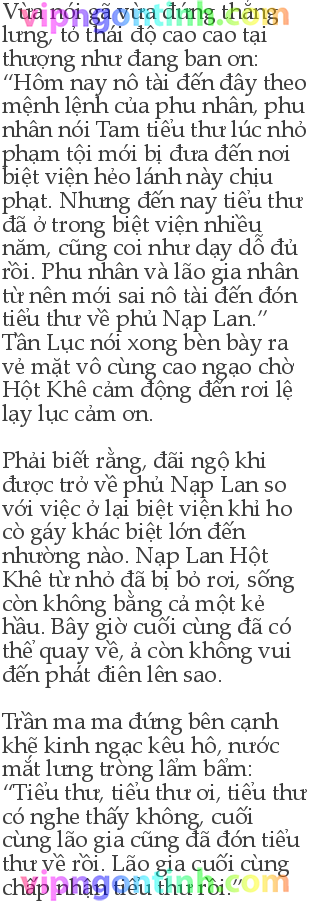 Vừa nói gã vừa đứng thẳng
lưng, tỏ thái độ cao cao tại
thượng như đang ban ơn:
“Hôm nay nô tài đến đây theo
mệnh lệnh của phu nhân, phu
nhân nói Tam tiểu thư lúc nhỏ
phạm tội mới bị đưa đến nơi
biệt viện hẻo lánh này chịu
phạt. Nhưng đến nay tiểu thư
đã ở trong biệt viện nhiều
năm, cũng coi như dạy dỗ đủ
rồi. Phu nhân và lão gia nhân
từ nên mới sai nô tài đến đón
tiểu thư về phủ Nạp Lan.”
Tần Lục nói xong bèn bày ra
vẻ mặt vô cùng cao ngạo chờ
Hột Khê cảm động đến rơi lệ
lạy lục cảm ơn.
Phải biết rằng, đãi ngộ khi
được trở về phủ Nạp Lan so
với việc ở lại biệt viện khỉ ho
cò gáy khác biệt lớn đến
nhường nào. Nạp Lan Hột
Khê từ nhỏ đã bị bỏ rơi, sống
còn không bằng cả một kẻ
hầu. Bây giờ cuối cùng đã có
thể quay về, ả còn không vui
đến phát điên lên sao.
Trần ma ma đứng bên cạnh
khẽ kinh ngạc kêu hô, nước
mắt lưng tròng lẩm bẩm:
“Tiểu thư, tiểu thư ơi, tiểu thư
có nghe thấy không, cuối
cùng lão gia cũng đã đón tiểu
thư về rồi. Lão gia cuối cùng
chấp nhận tiểu thư rồi.”
vipngontinh.com
vipngontinh.com